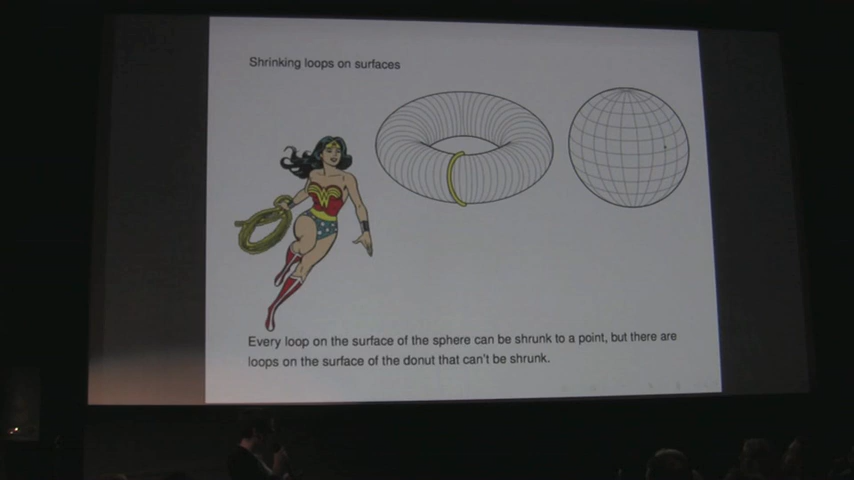 Shrinking loops on surfaces
Every loop on the surface of the sphere can be shrunk to a point, but there are
loops on the surface of the donut that can't be shrunk.